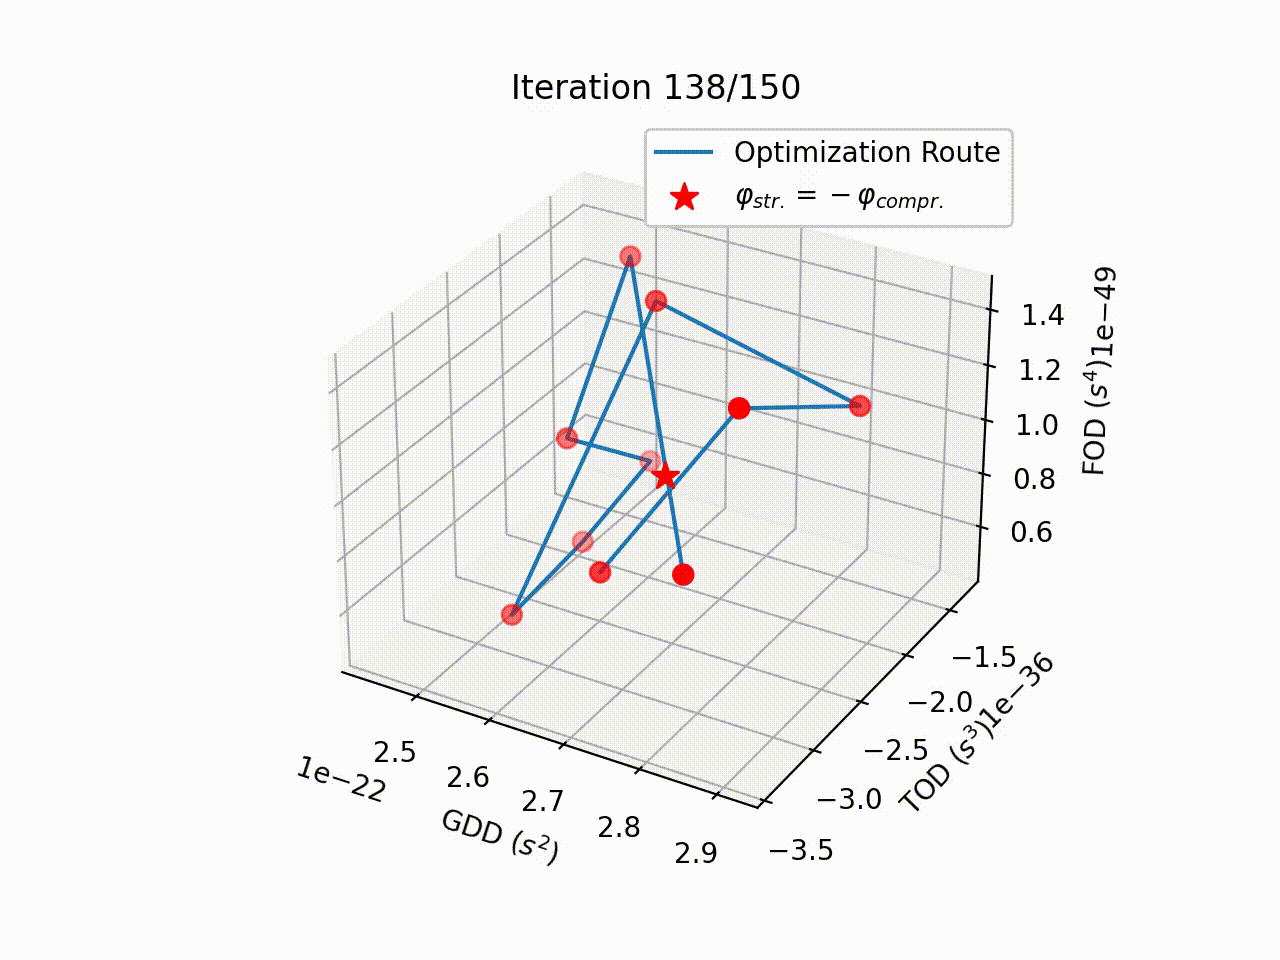 Iteration 138/150
Optimization Route
φstr. = −φcompr.
1.4
1.2
1.0
0.8
0.6
FOD (s⁴)1e−49
−1.5
−2.0
−2.5
−3.0
−3.5
TOD (s³)1e−36
2.5
2.6
2.7
2.8
2.9
1e−22
GDD (s²)